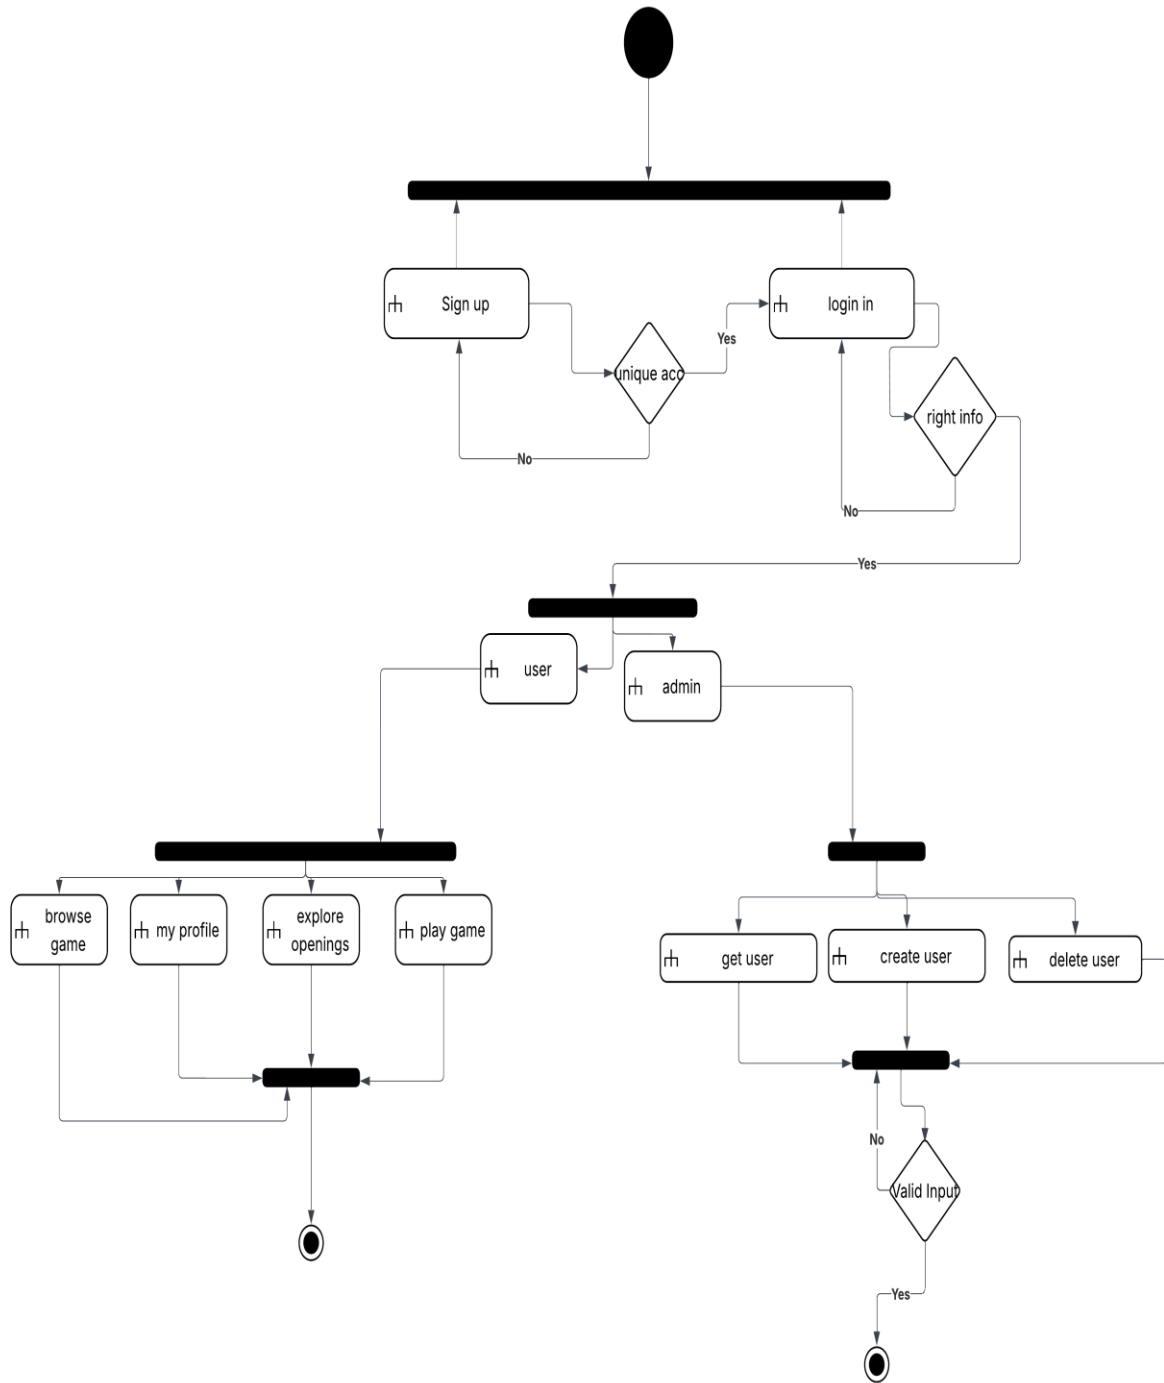 Sign up
login in
unique acc
Yes
No
right info
No
Yes
user
admin
browse
game
my profile
explore
openings
play game
get user
create user
delete user
No
Valid Input
Yes